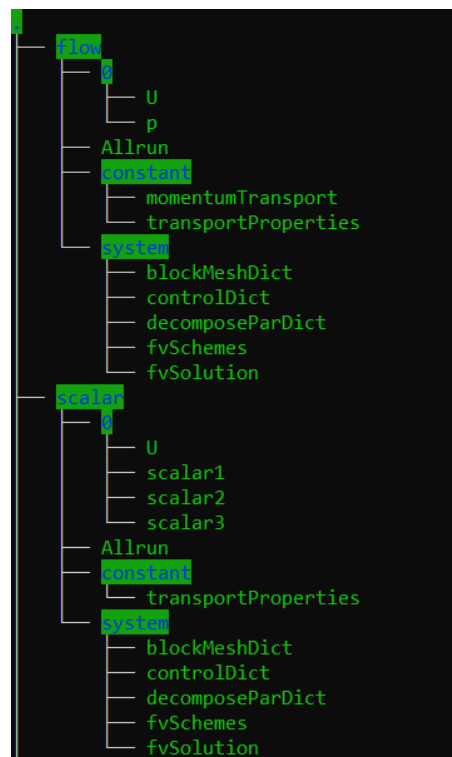 .
├── flow
│   ├── 0
│   │   ├── U
│   │   └── p
│   ├── Allrun
│   ├── constant
│   │   ├── momentumTransport
│   │   └── transportProperties
│   └── system
│       ├── blockMeshDict
│       ├── controlDict
│       ├── decomposeParDict
│       ├── fvSchemes
│       └── fvSolution
├── scalar
│   ├── 0
│   │   ├── U
│   │   ├── scalar1
│   │   ├── scalar2
│   │   └── scalar3
│   ├── Allrun
│   ├── constant
│   │   └── transportProperties
│   └── system
│       ├── blockMeshDict
│       ├── controlDict
│       ├── decomposeParDict
│       ├── fvSchemes
│       └── fvSolution